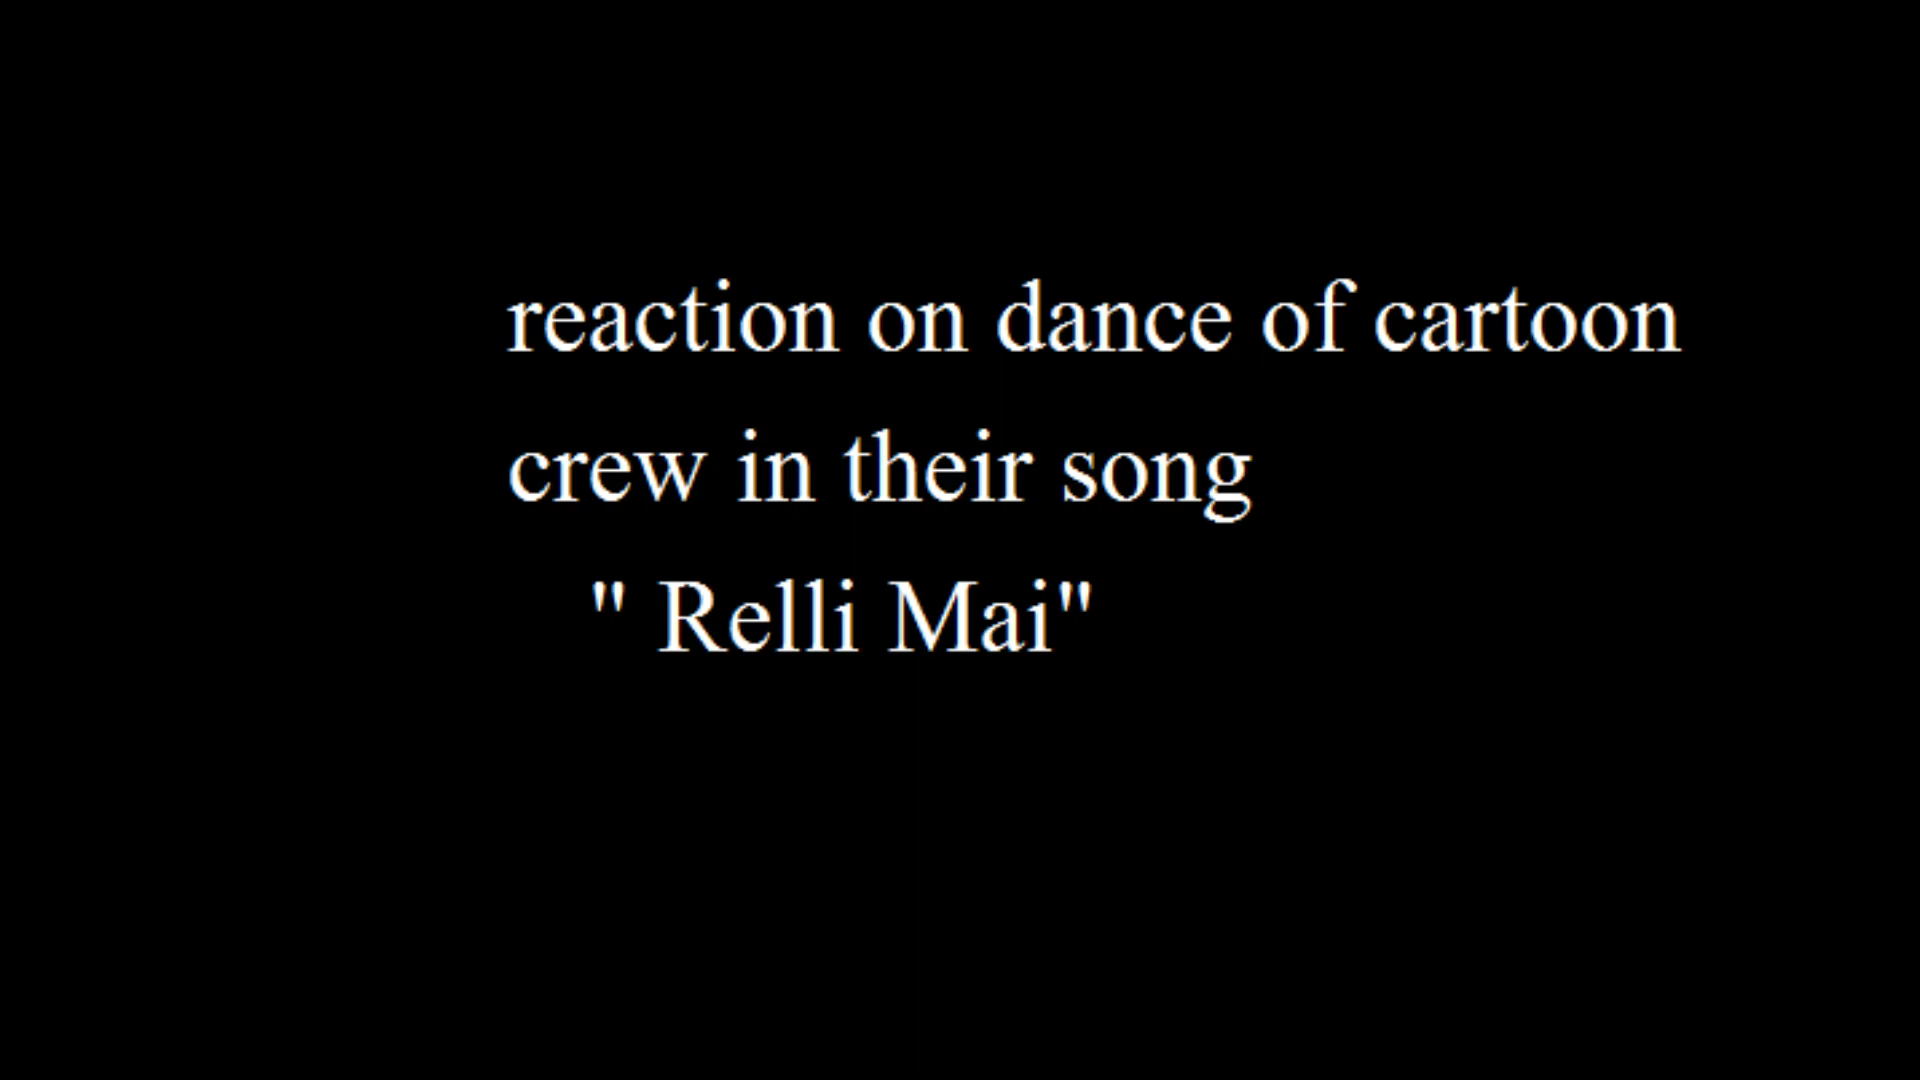 reaction on dance of cartoon
crew in their song
" Relli Mai"